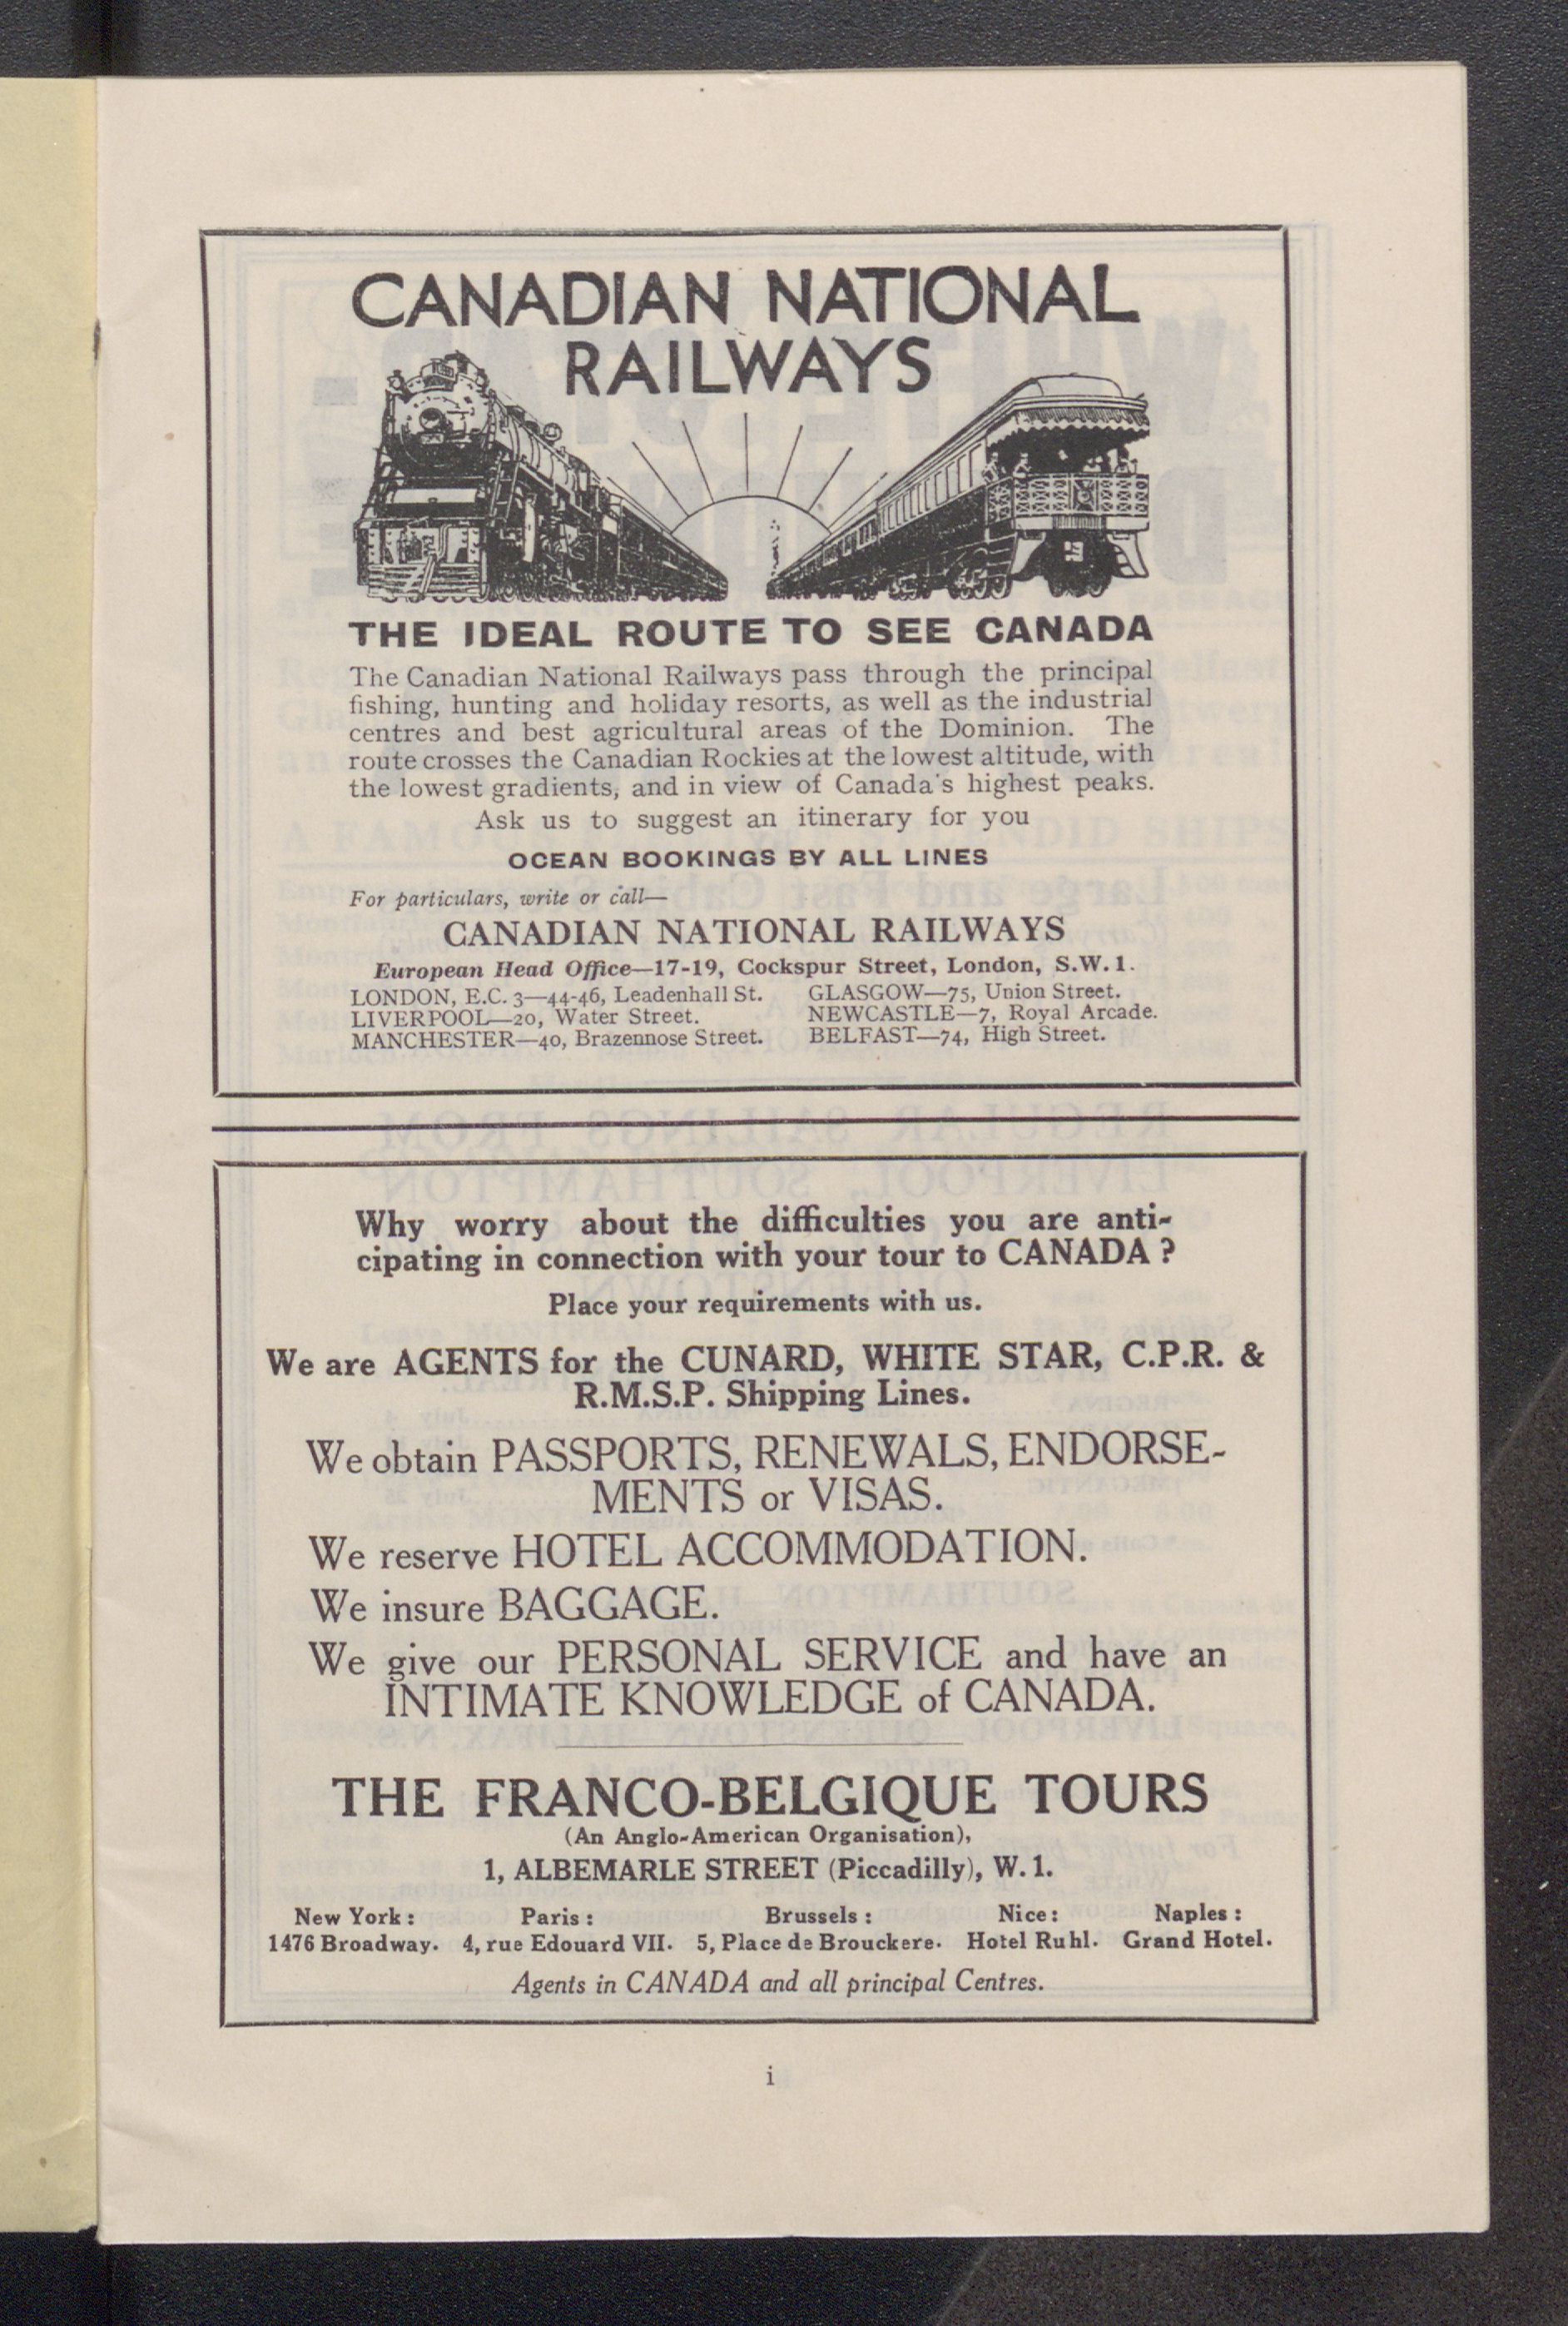 CANADIAN NATIONAL
RAILWAYS
THE IDEAL ROUTE TO SEE CANADA
The Canadian National Railways pass through the principal
fishing, hunting and holiday resorts, as well as the industrial
centres and best agricultural areas of the Dominion. The
route crosses the Canadian Rockies at the lowest altitude, with
the lowest gradients, and in view of Canada's highest peaks.
Ask us to suggest an itinerary for you
OCEAN BOOKINGS BY ALL LINES
For particulars, write or call—
CANADIAN NATIONAL RAILWAYS
European Head Office—17-19, Cockspur Street, London, S.W.1.
LONDON, E.C. 3—44-46, Leadenhall St. GLASGOW—75, Union Street.
LIVERPOOL—20, Water Street. NEWCASTLE—7, Royal Arcade.
MANCHESTER—40, Brazennose Street. BELFAST—74, High Street.
Why worry about the difficulties you are anti-
cipating in connection with your tour to CANADA ?
Place your requirements with us.
We are AGENTS for the CUNARD, WHITE STAR, C.P.R. &
R.M.S.P. Shipping Lines.
We obtain PASSPORTS, RENEWALS, ENDORSE-
MENTS or VISAS.
We reserve HOTEL ACCOMMODATION.
We insure BAGGAGE.
We give our PERSONAL SERVICE and have an
INTIMATE KNOWLEDGE of CANADA.
THE FRANCO-BELGIQUE TOURS
(An Anglo-American Organisation),
1, ALBEMARLE STREET (Piccadilly), W. 1.
New York : Paris : Brussels : Nice : Naples :
1476 Broadway. 4, rue Edouard VII. 5, Place de Brouckere. Hotel Ruhl. Grand Hotel.
Agents in CANADA and all principal Centres.
i